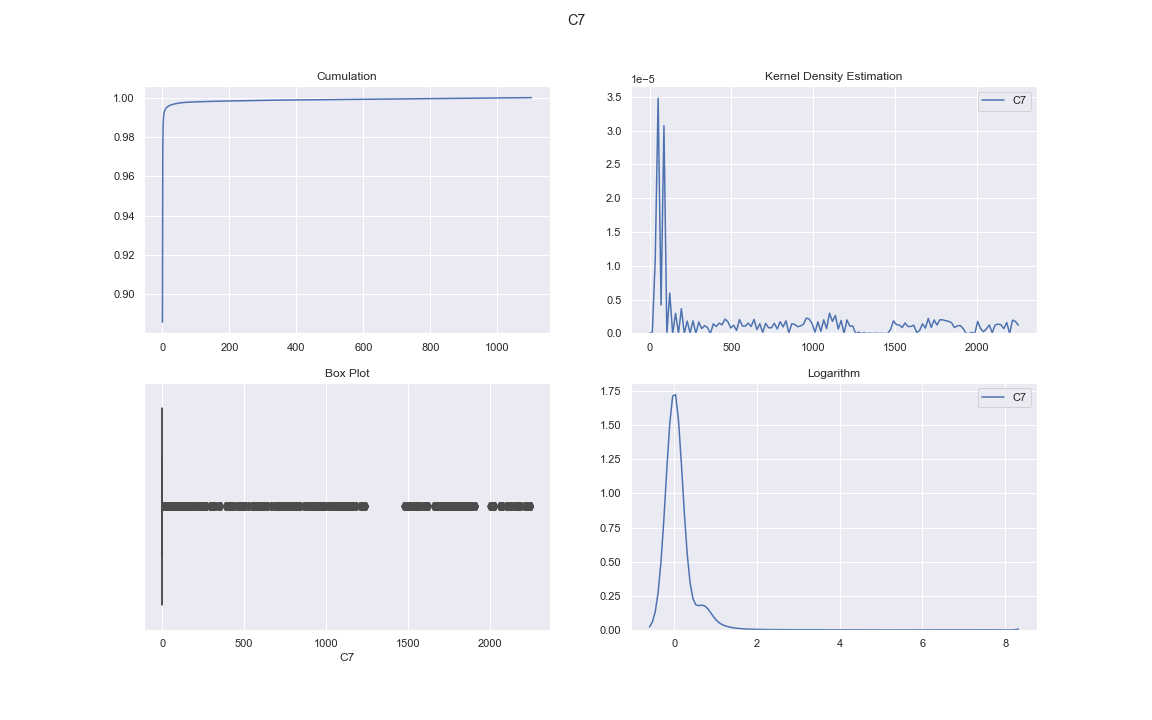 C7
Cumulation
1.00
0.98
0.96
0.94
0.92
0.90
0 200 400 600 800 1000
Kernel Density Estimation
1e−5
C7
3.5
3.0
2.5
2.0
1.5
1.0
0.5
0.0
0 500 1000 1500 2000
Box Plot
0 500 1000 1500 2000
C7
Logarithm
C7
1.75
1.50
1.25
1.00
0.75
0.50
0.25
0.00
0 2 4 6 8